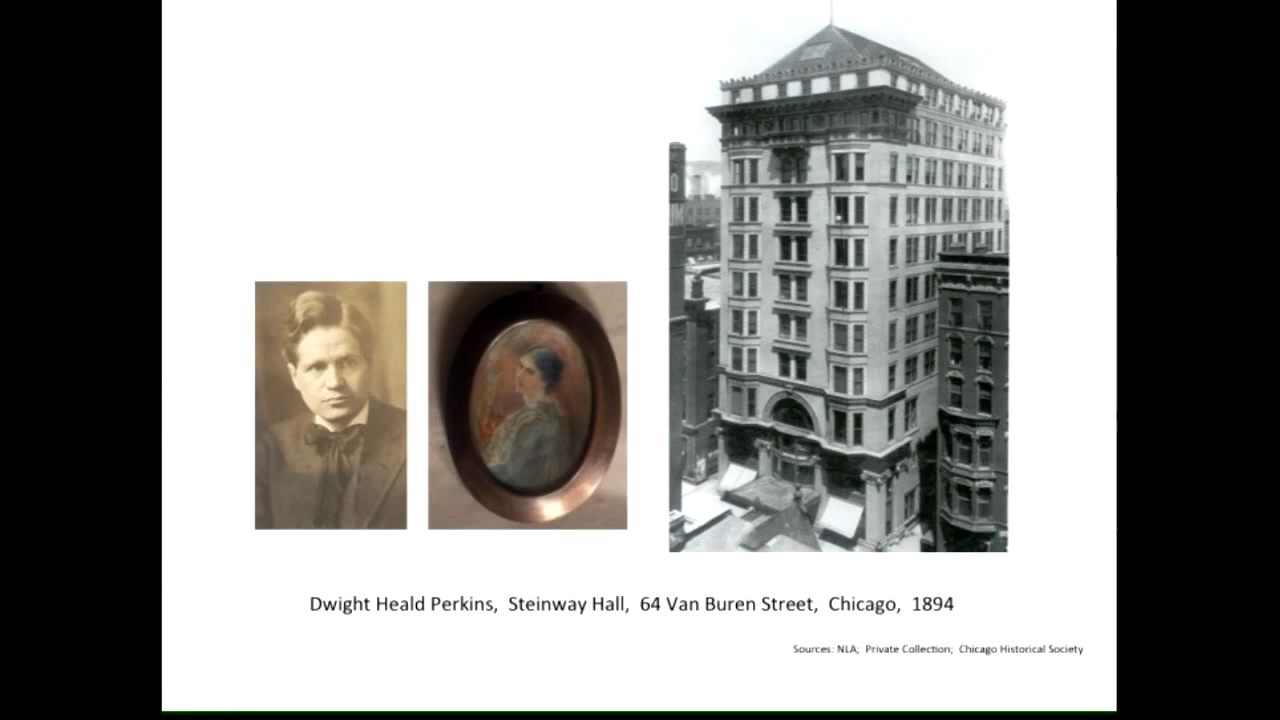 Dwight Heald Perkins,  Steinway Hall,  64 Van Buren Street,  Chicago,  1894
Sources: NLA;  Private Collection;  Chicago Historical Society